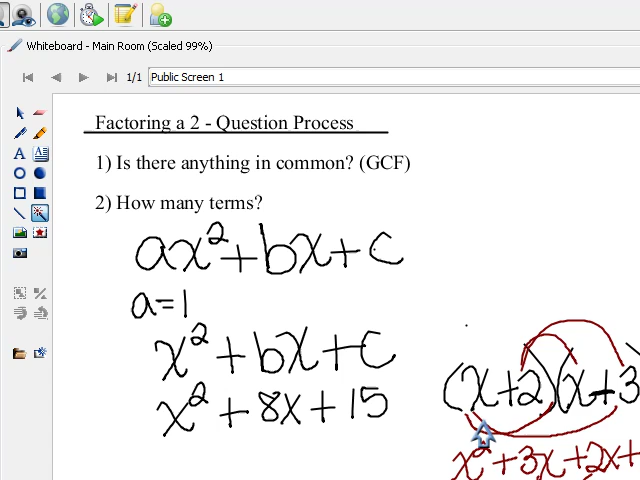 Whiteboard - Main Room (Scaled 99%)
1/1 Public Screen 1
Factoring a 2 - Question Process
1) Is there anything in common? (GCF)
2) How many terms?
ax² + bx + c
a = 1
x² + bx + c
x² + 8x + 15
(x + 2)(x + 3
x² + 3x + 2x +